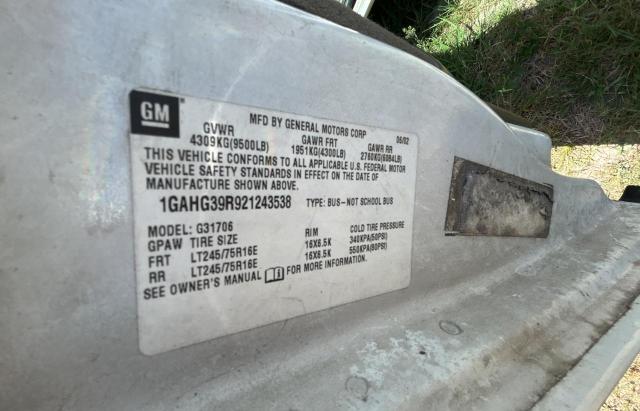 GM
MFD BY GENERAL MOTORS CORP 06/02
GVWR GAWR FRT GAWR RR
4309KG(9500LB) 1951KG(4300LB) 2760KG(6084LB)
THIS VEHICLE CONFORMS TO ALL APPLICABLE U.S. FEDERAL MOTOR
VEHICLE SAFETY STANDARDS IN EFFECT ON THE DATE OF
MANUFACTURE SHOWN ABOVE.
1GAHG39R921243538 TYPE: BUS-NOT SCHOOL BUS
MODEL: G31706
GPAW TIRE SIZE RIM COLD TIRE PRESSURE
FRT LT245/75R16E 16X6.5K 340KPA(50PSI)
RR LT245/75R16E 16X6.5K 550KPA(80PSI)
SEE OWNER'S MANUAL FOR MORE INFORMATION.